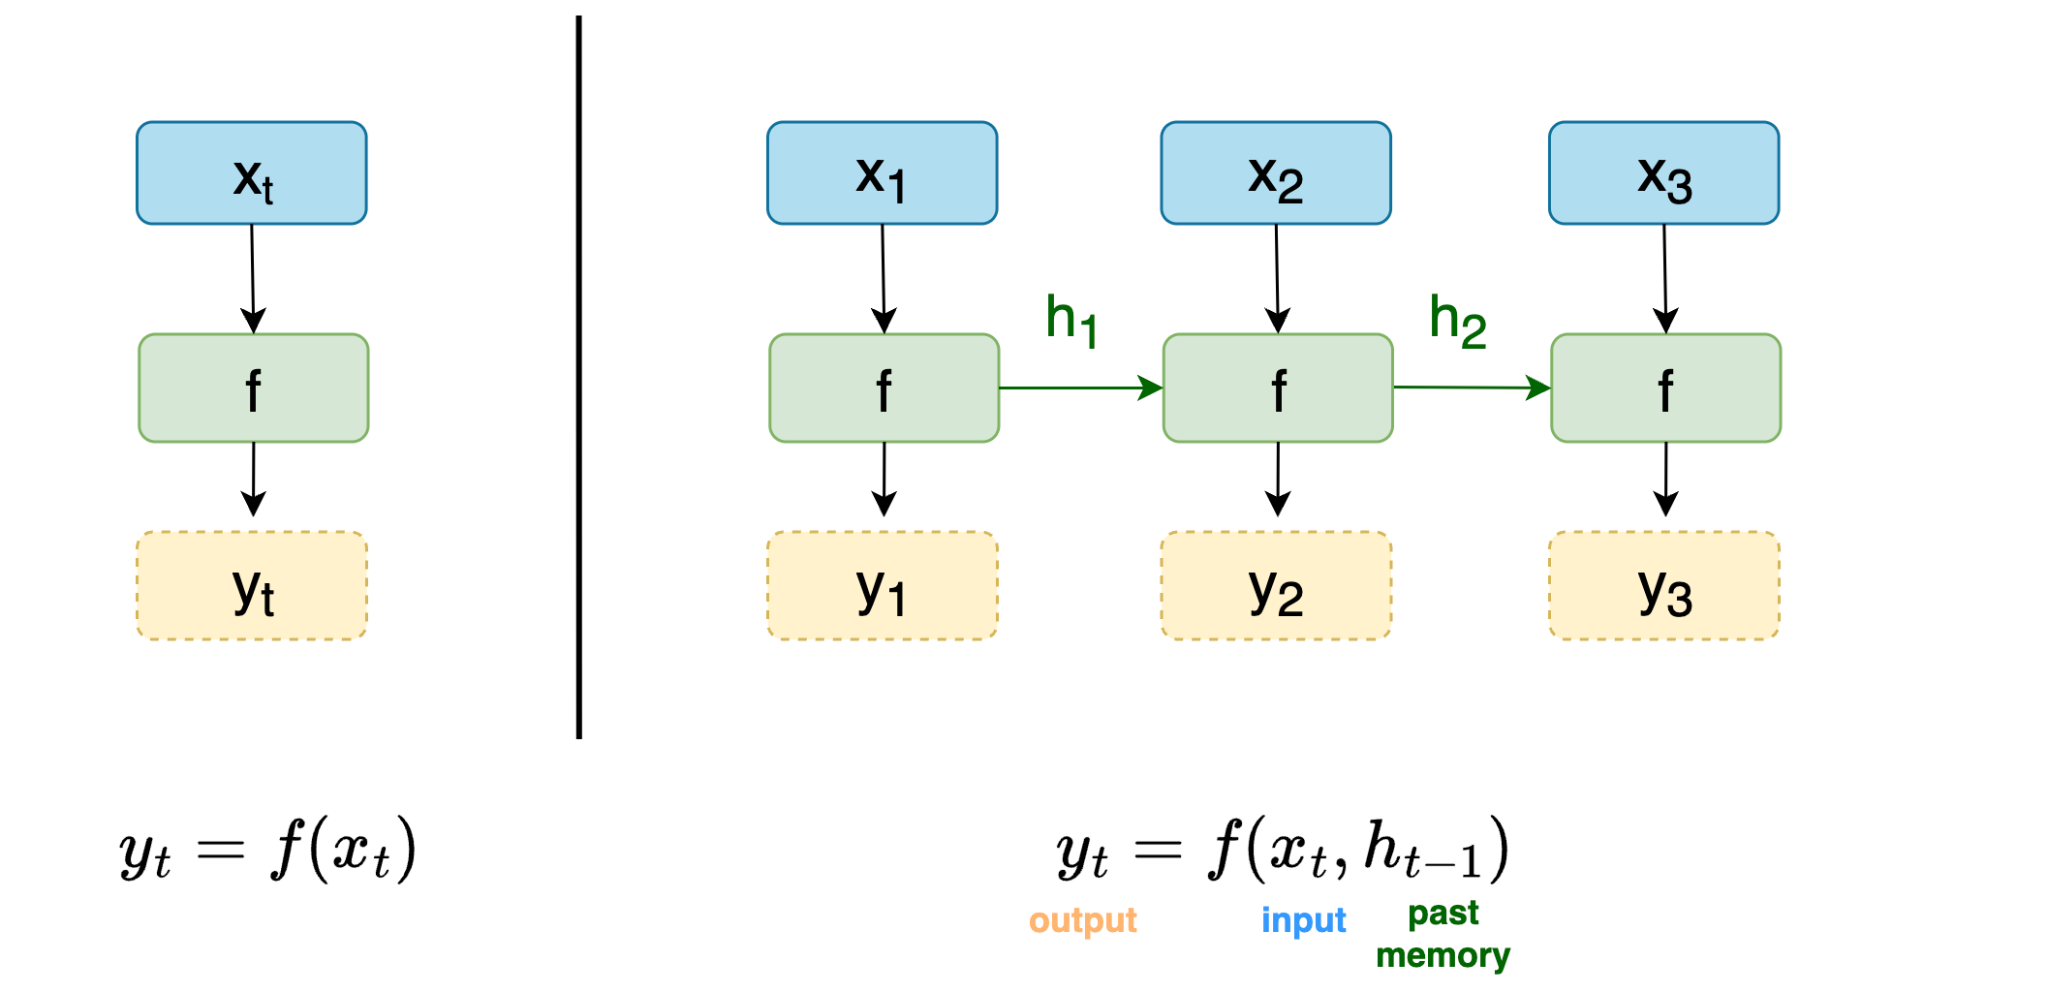 xₜ
x₁ x₂ x₃
h₁ h₂
f f f f
yₜ y₁ y₂ y₃
yₜ = f(xₜ)
yₜ = f(xₜ, hₜ₋₁)
output input past
memory